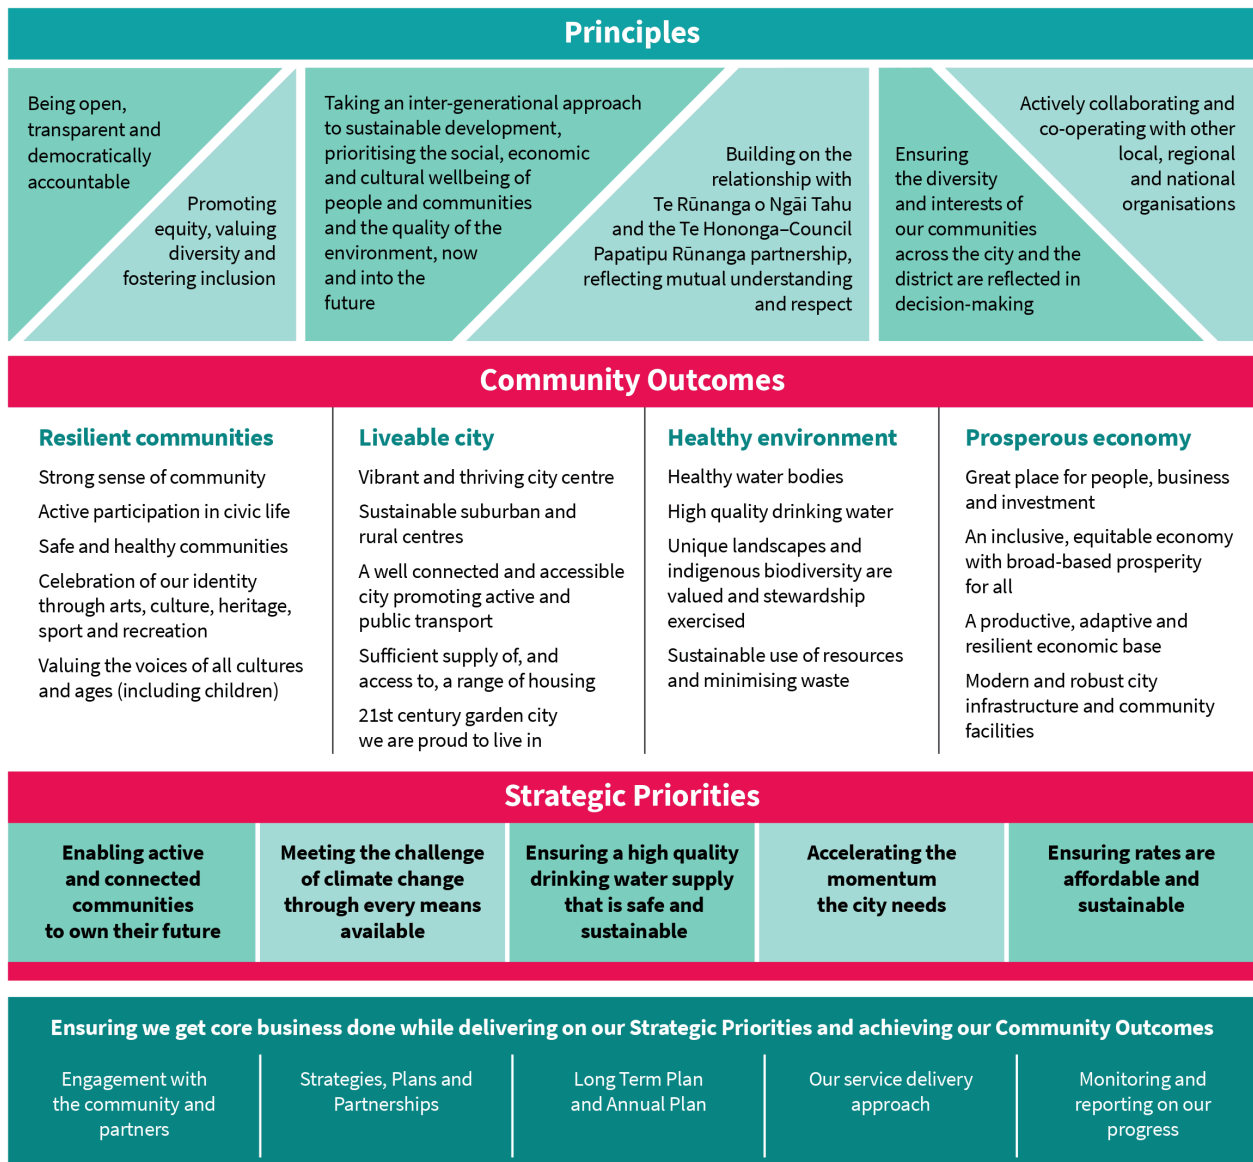 Principles
Being open,
transparent and
democratically
accountable
Promoting
equity, valuing
diversity and
fostering inclusion
Taking an inter-generational approach
to sustainable development,
prioritising the social, economic
and cultural wellbeing of
people and communities
and the quality of the
environment, now
and into the
future
Building on the
relationship with
Te Rūnanga o Ngāi Tahu
and the Te Hononga–Council
Papatipu Rūnanga partnership,
reflecting mutual understanding
and respect
Ensuring
the diversity
and interests of
our communities
across the city and the
district are reflected in
decision-making
Actively collaborating and
co-operating with other
local, regional
and national
organisations
Community Outcomes
Resilient communities
Strong sense of community
Active participation in civic life
Safe and healthy communities
Celebration of our identity
through arts, culture, heritage,
sport and recreation
Valuing the voices of all cultures
and ages (including children)
Liveable city
Vibrant and thriving city centre
Sustainable suburban and
rural centres
A well connected and accessible
city promoting active and
public transport
Sufficient supply of, and
access to, a range of housing
21st century garden city
we are proud to live in
Healthy environment
Healthy water bodies
High quality drinking water
Unique landscapes and
indigenous biodiversity are
valued and stewardship
exercised
Sustainable use of resources
and minimising waste
Prosperous economy
Great place for people, business
and investment
An inclusive, equitable economy
with broad-based prosperity
for all
A productive, adaptive and
resilient economic base
Modern and robust city
infrastructure and community
facilities
Strategic Priorities
Enabling active
and connected
communities
to own their future
Meeting the challenge
of climate change
through every means
available
Ensuring a high quality
drinking water supply
that is safe and
sustainable
Accelerating the
momentum
the city needs
Ensuring rates are
affordable and
sustainable
Ensuring we get core business done while delivering on our Strategic Priorities and achieving our Community Outcomes
Engagement with
the community and
partners
Strategies, Plans and
Partnerships
Long Term Plan
and Annual Plan
Our service delivery
approach
Monitoring and
reporting on our
progress